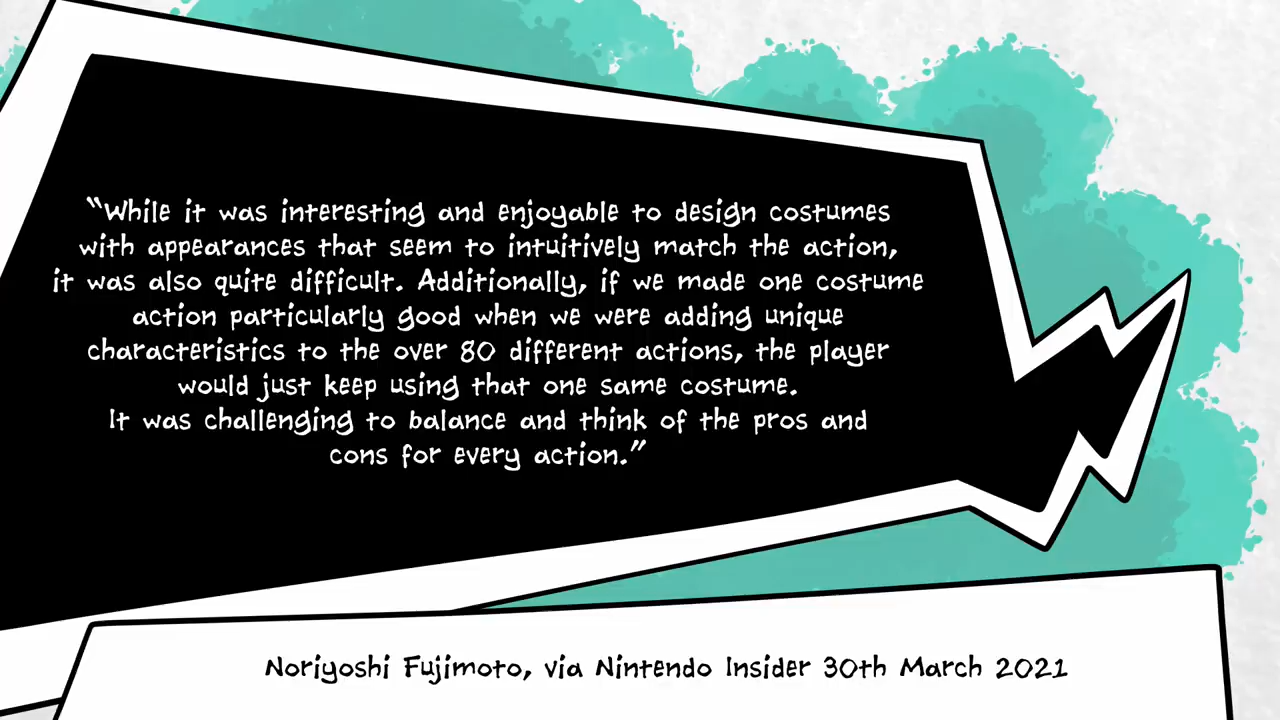 “While it was interesting and enjoyable to design costumes
with appearances that seem to intuitively match the action,
it was also quite difficult. Additionally, if we made one costume
action particularly good when we were adding unique
characteristics to the over 80 different actions, the player
would just keep using that one same costume.
It was challenging to balance and think of the pros and
cons for every action.”
Noriyoshi Fujimoto, via Nintendo Insider 30th March 2021